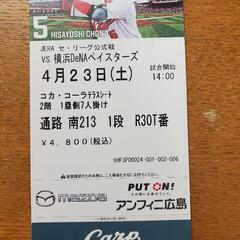 5
HISAYOSHI CHONO
JERA セ・リーグ公式戦
VS 横浜DeNAベイスターズ
4月23日(土)
試合開始
14:00
コカ・コーラテラスシート
2階 1塁側7人掛け
通路 南213 1段 R30T番
¥4,800(税込)
mazDa
PUT ON!
アンフィニ広島
Carp